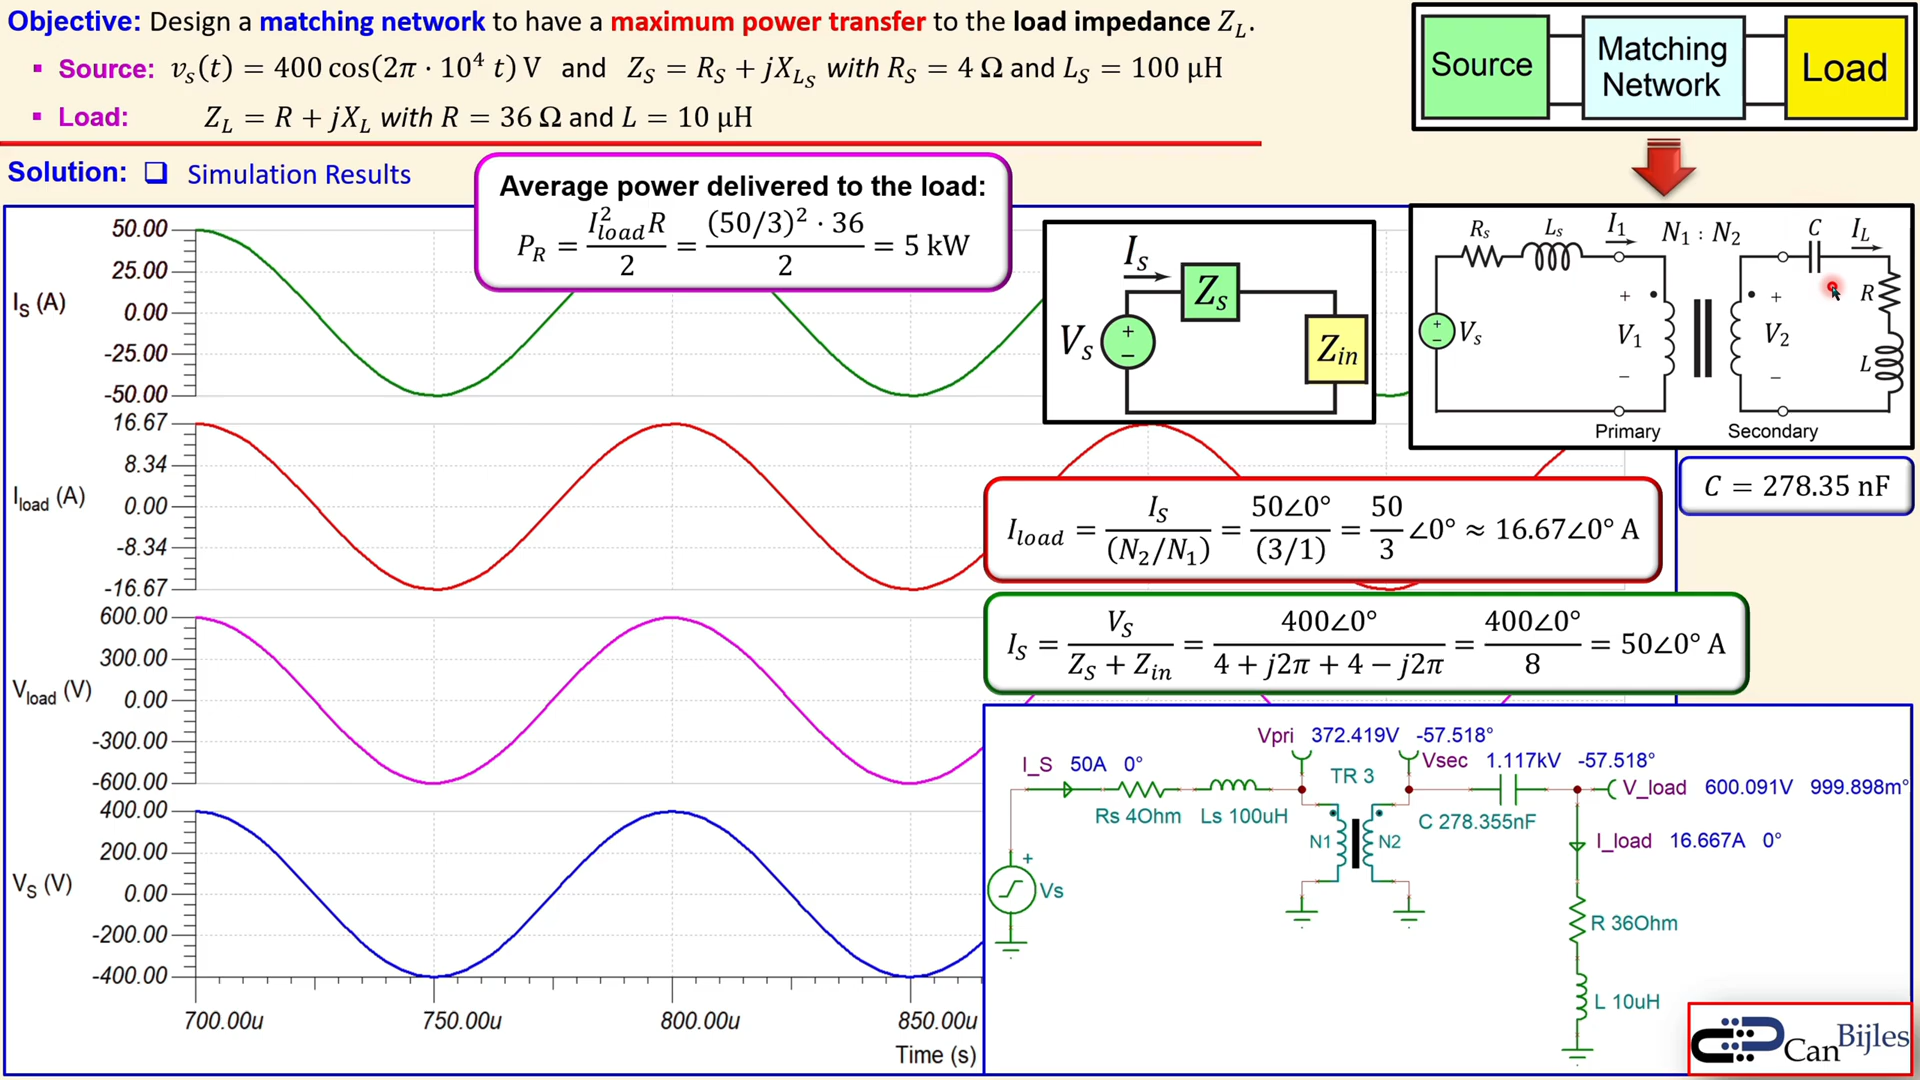 Objective: Design a matching network to have a maximum power transfer to the load impedance Z_L.
▪ Source: v_s(t) = 400 cos(2π · 10⁴ t) V and Z_S = R_S + jX_{L_S} with R_S = 4 Ω and L_S = 100 μH
▪ Load: Z_L = R + jX_L with R = 36 Ω and L = 10 μH
Source
Matching
Network
Load
Solution: ❑ Simulation Results
Average power delivered to the load:
P_R = I²_load R / 2 = (50/3)² · 36 / 2 = 5 kW
50.00
25.00
I_S (A)
0.00
-25.00
-50.00
16.67
8.34
I_load (A)
0.00
-8.34
-16.67
600.00
300.00
V_load (V)
0.00
-300.00
-600.00
400.00
200.00
V_S (V)
0.00
-200.00
-400.00
700.00u 750.00u 800.00u 850.00u
Time (s)
I_s
Z_s
V_s
+
−
Z_in
R_s L_s I_1 N_1 : N_2 C I_L
+ + R
+ − V_s V_1 V_2
L
− −
Primary Secondary
C = 278.35 nF
I_load = I_S / (N_2/N_1) = 50∠0° / (3/1) = 50 / 3 ∠0° ≈ 16.67∠0° A
I_S = V_S / (Z_S + Z_in) = 400∠0° / (4 + j2π + 4 − j2π) = 400∠0° / 8 = 50∠0° A
Vpri 372.419V -57.518°
I_S 50A 0°
TR 3
Vsec 1.117kV -57.518°
V_load 600.091V 999.898m°
Rs 4Ohm Ls 100uH
C 278.355nF
N1 N2
I_load 16.667A 0°
+
Vs
R 36Ohm
L 10uH
CanBijles